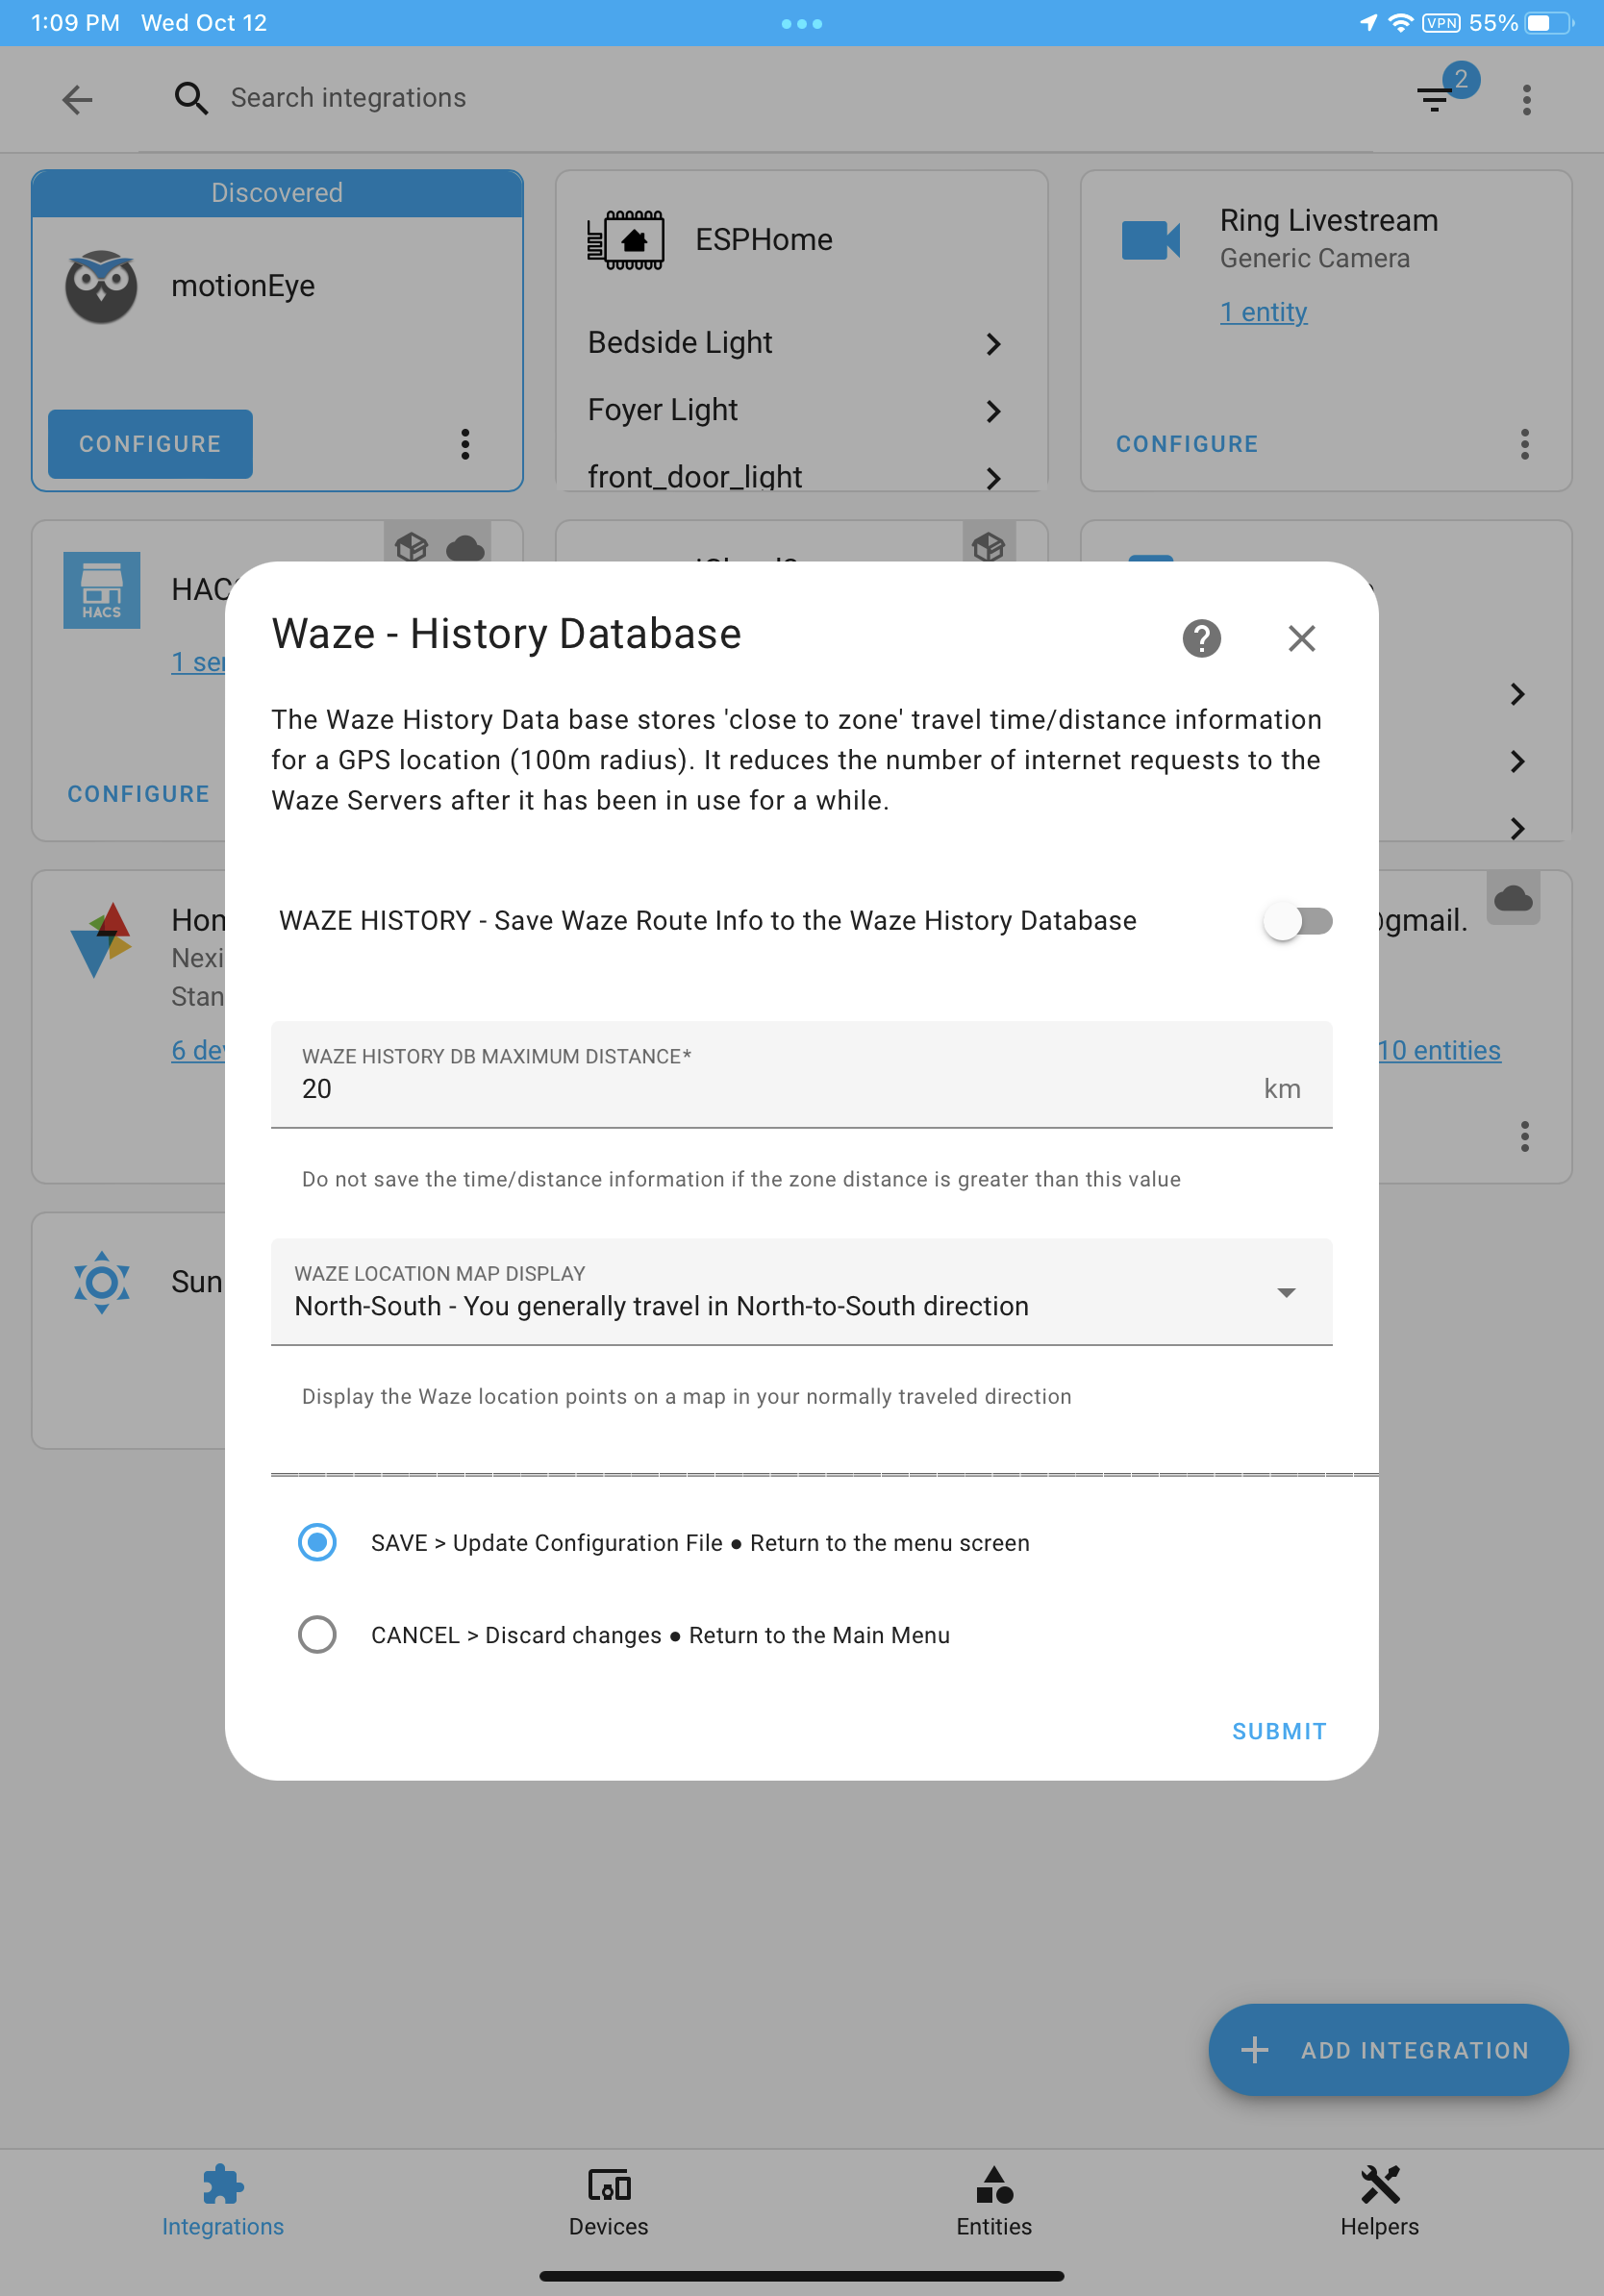 1:09 PM Wed Oct 12
VPN 55%
Search integrations
2
Discovered
motionEye
CONFIGURE
ESPHome
Bedside Light
Foyer Light
front_door_light
Ring Livestream
Generic Camera
1 entity
CONFIGURE
HACS
CONFIGURE
Nexi
Stan
Sun
@gmail.
10 entities
Waze - History Database
The Waze History Data base stores 'close to zone' travel time/distance information
for a GPS location (100m radius). It reduces the number of internet requests to the
Waze Servers after it has been in use for a while.
WAZE HISTORY - Save Waze Route Info to the Waze History Database
WAZE HISTORY DB MAXIMUM DISTANCE*
20 km
Do not save the time/distance information if the zone distance is greater than this value
WAZE LOCATION MAP DISPLAY
North-South - You generally travel in North-to-South direction
Display the Waze location points on a map in your normally traveled direction
SAVE > Update Configuration File ● Return to the menu screen
CANCEL > Discard changes ● Return to the Main Menu
SUBMIT
ADD INTEGRATION
Integrations
Devices
Entities
Helpers